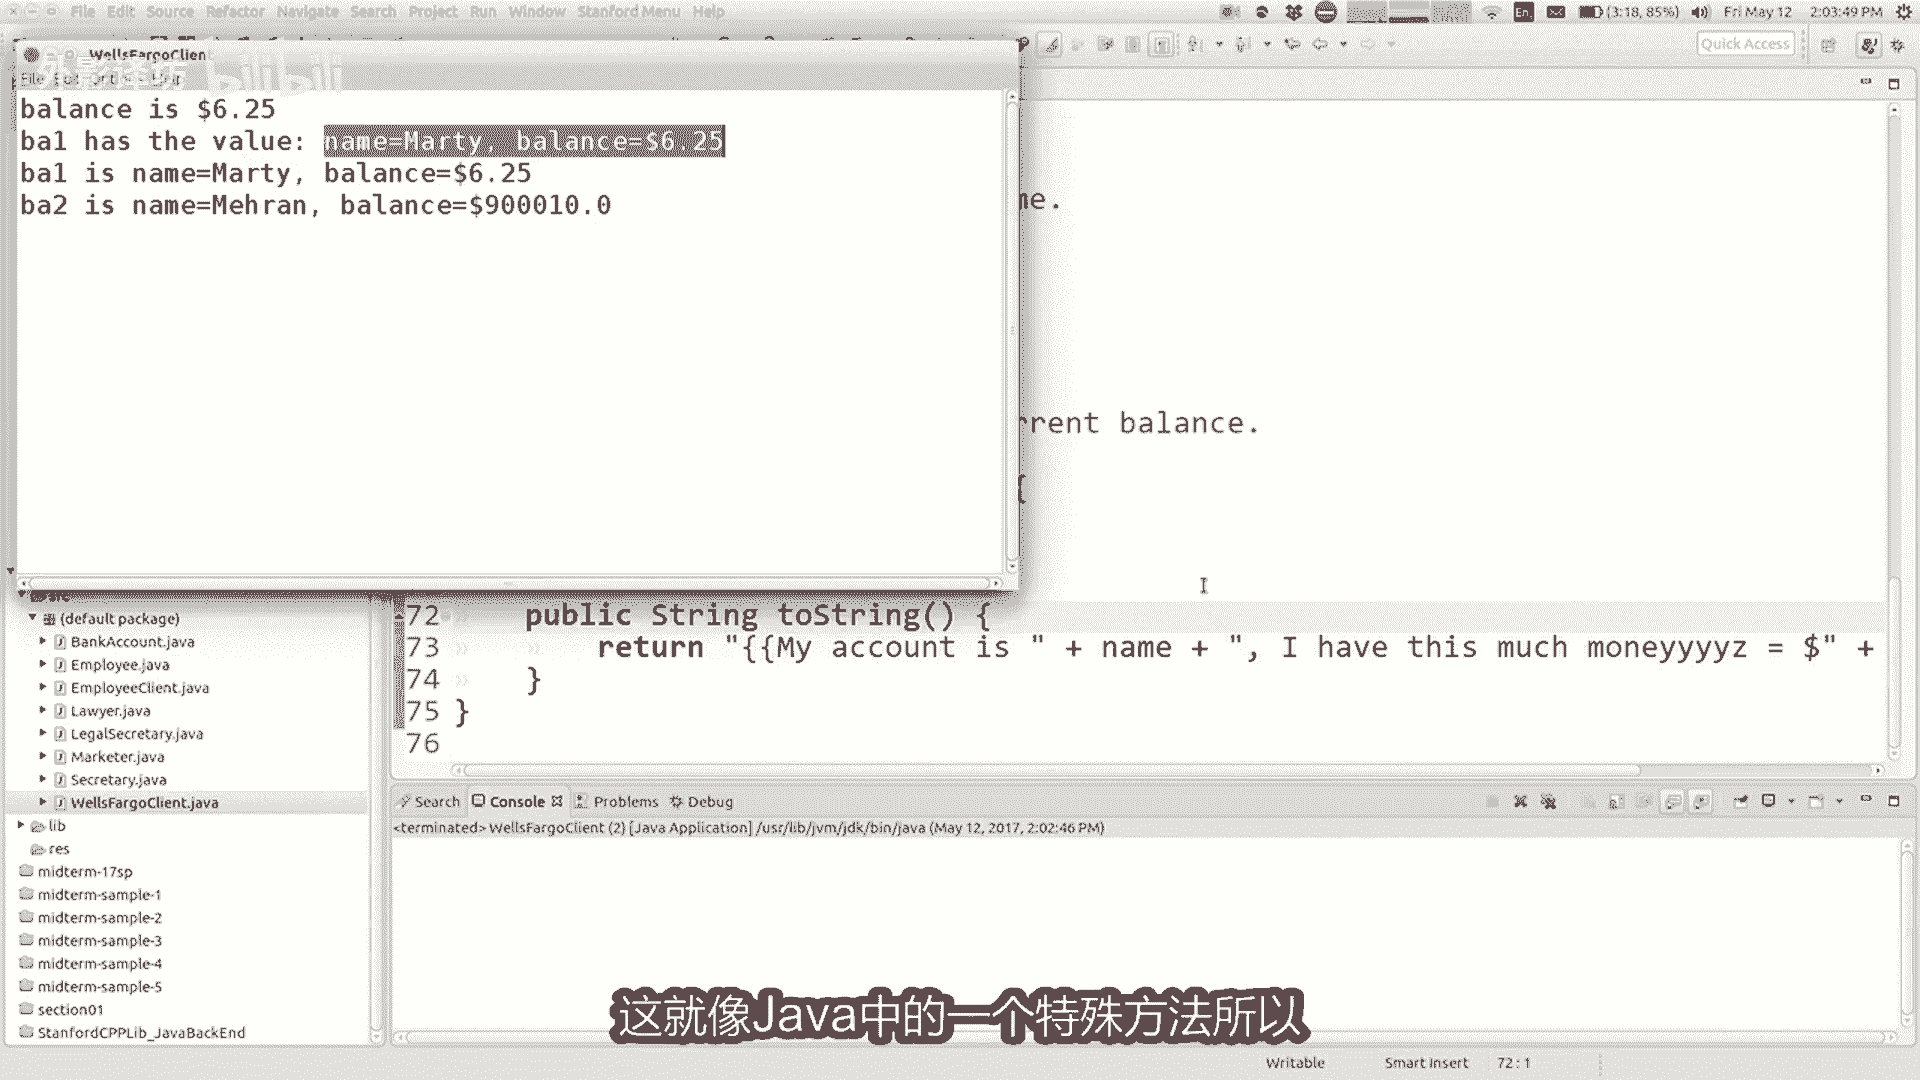 File Edit Source Refactor Navigate Search Project Run Window Stanford Menu Help
En (3:18, 85%) Fri May 12 2:03:49 PM
WellsFargoClient
Quick Access
外影译坊 bilibili
balance is $6.25
ba1 has the value: name=Marty, balance=$6.25
ba1 is name=Marty, balance=$6.25
ba2 is name=Mehran, balance=$900010.0
me.
rrent balance.
{
src
(default package)
BankAccount.java
Employee.java
EmployeeClient.java
Lawyer.java
LegalSecretary.java
Marketer.java
Secretary.java
WellsFargoClient.java
lib
res
midterm-17sp
midterm-sample-1
midterm-sample-2
midterm-sample-3
midterm-sample-4
midterm-sample-5
section01
StanfordCPPLib_JavaBackEnd
72 public String toString() {
73 return "{{My account is " + name + ", I have this much moneyyyyz = $" +
74 }
75 }
76
Search Console Problems Debug
<terminated> WellsFargoClient (2) [Java Application] /usr/lib/jvm/jdk/bin/java (May 12, 2017, 2:02:46 PM)
这就像Java中的一个特殊方法所以
Writable Smart Insert 72 : 1